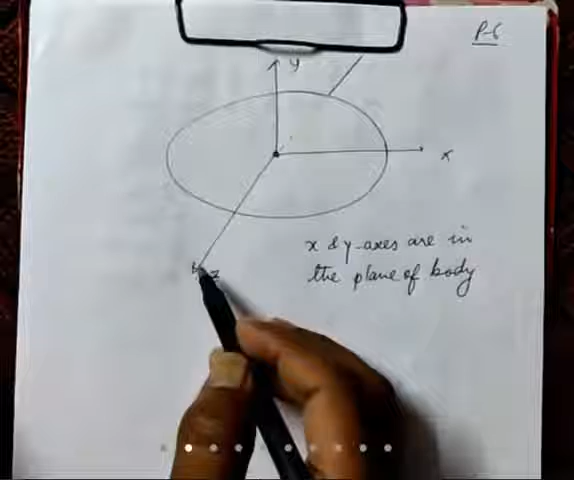 P-6
y
x
x & y-axes are in
the plane of body
z